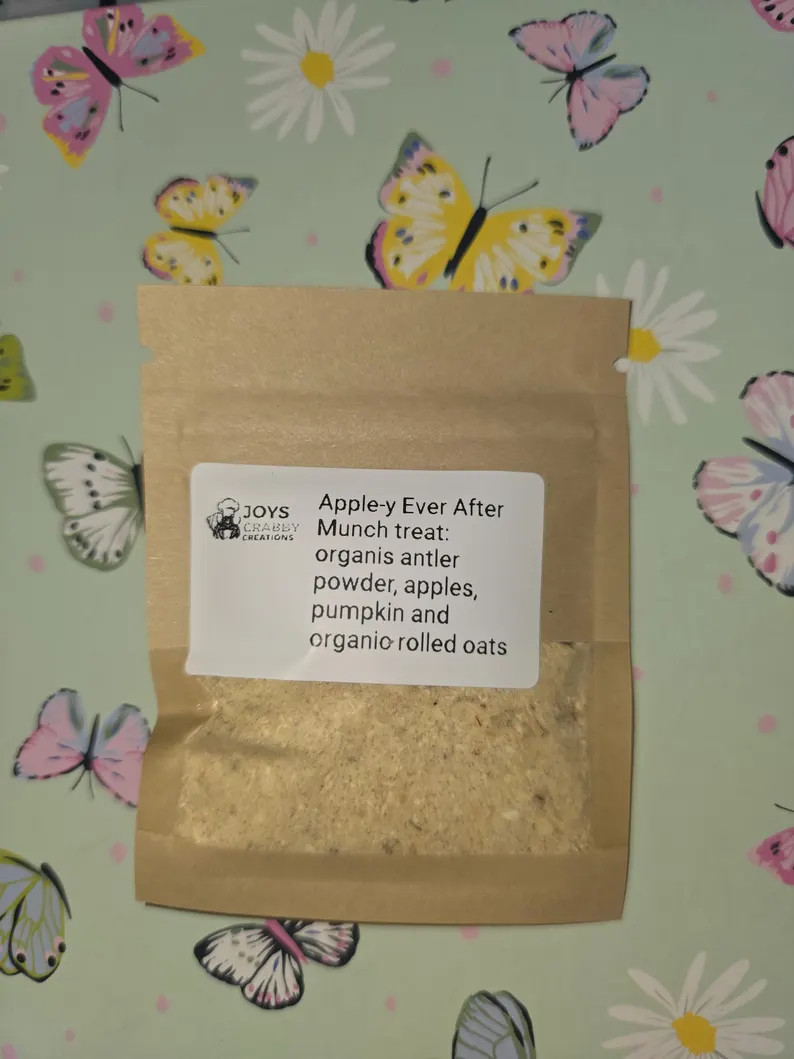 JOYS
CRABBY
CREATIONS
Apple-y Ever After
Munch treat:
organis antler
powder, apples,
pumpkin and
organic rolled oats